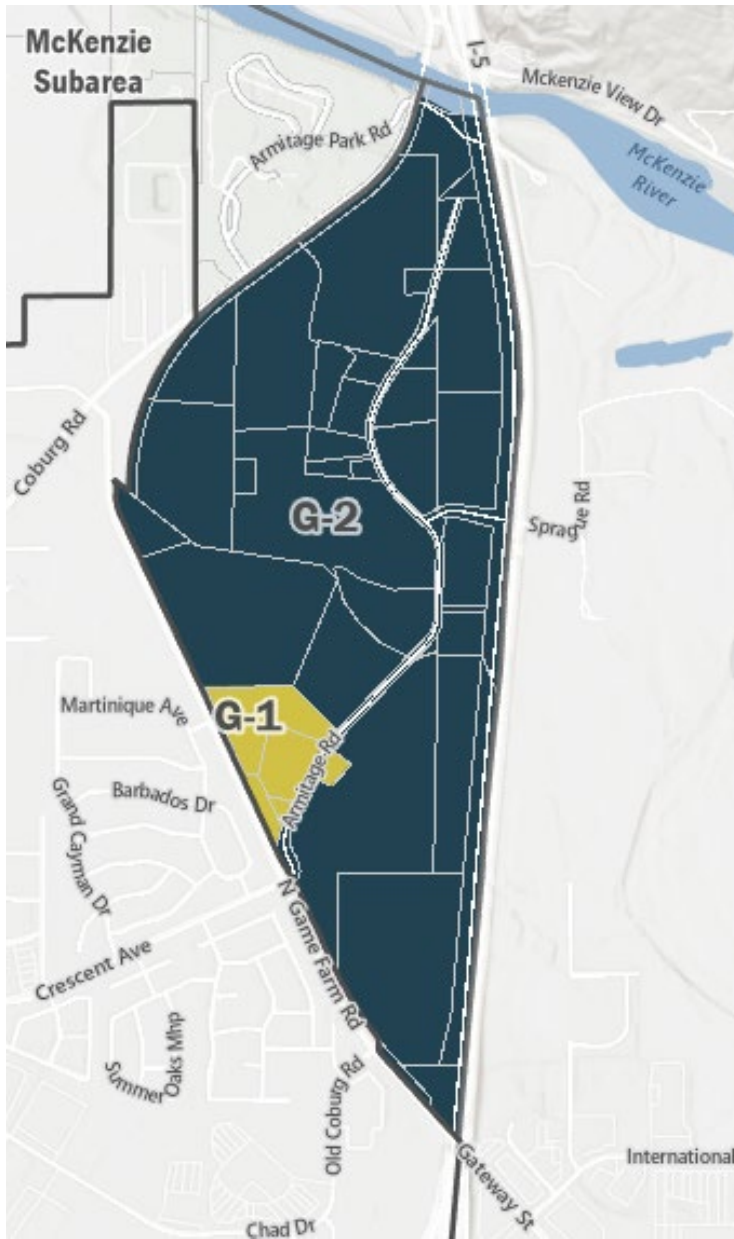 McKenzie
Subarea
I-5
Mckenzie View Dr
Armitage Park Rd
McKenzie
River
Coburg Rd
G-2
Sprague Rd
G-1
Martinique Ave
Armitage Rd
Barbados Dr
Grand Cayman Dr
N Game Farm Rd
Crescent Ave
Summer Oaks Mhp
Old Coburg Rd
Gateway St
International
Chad Dr